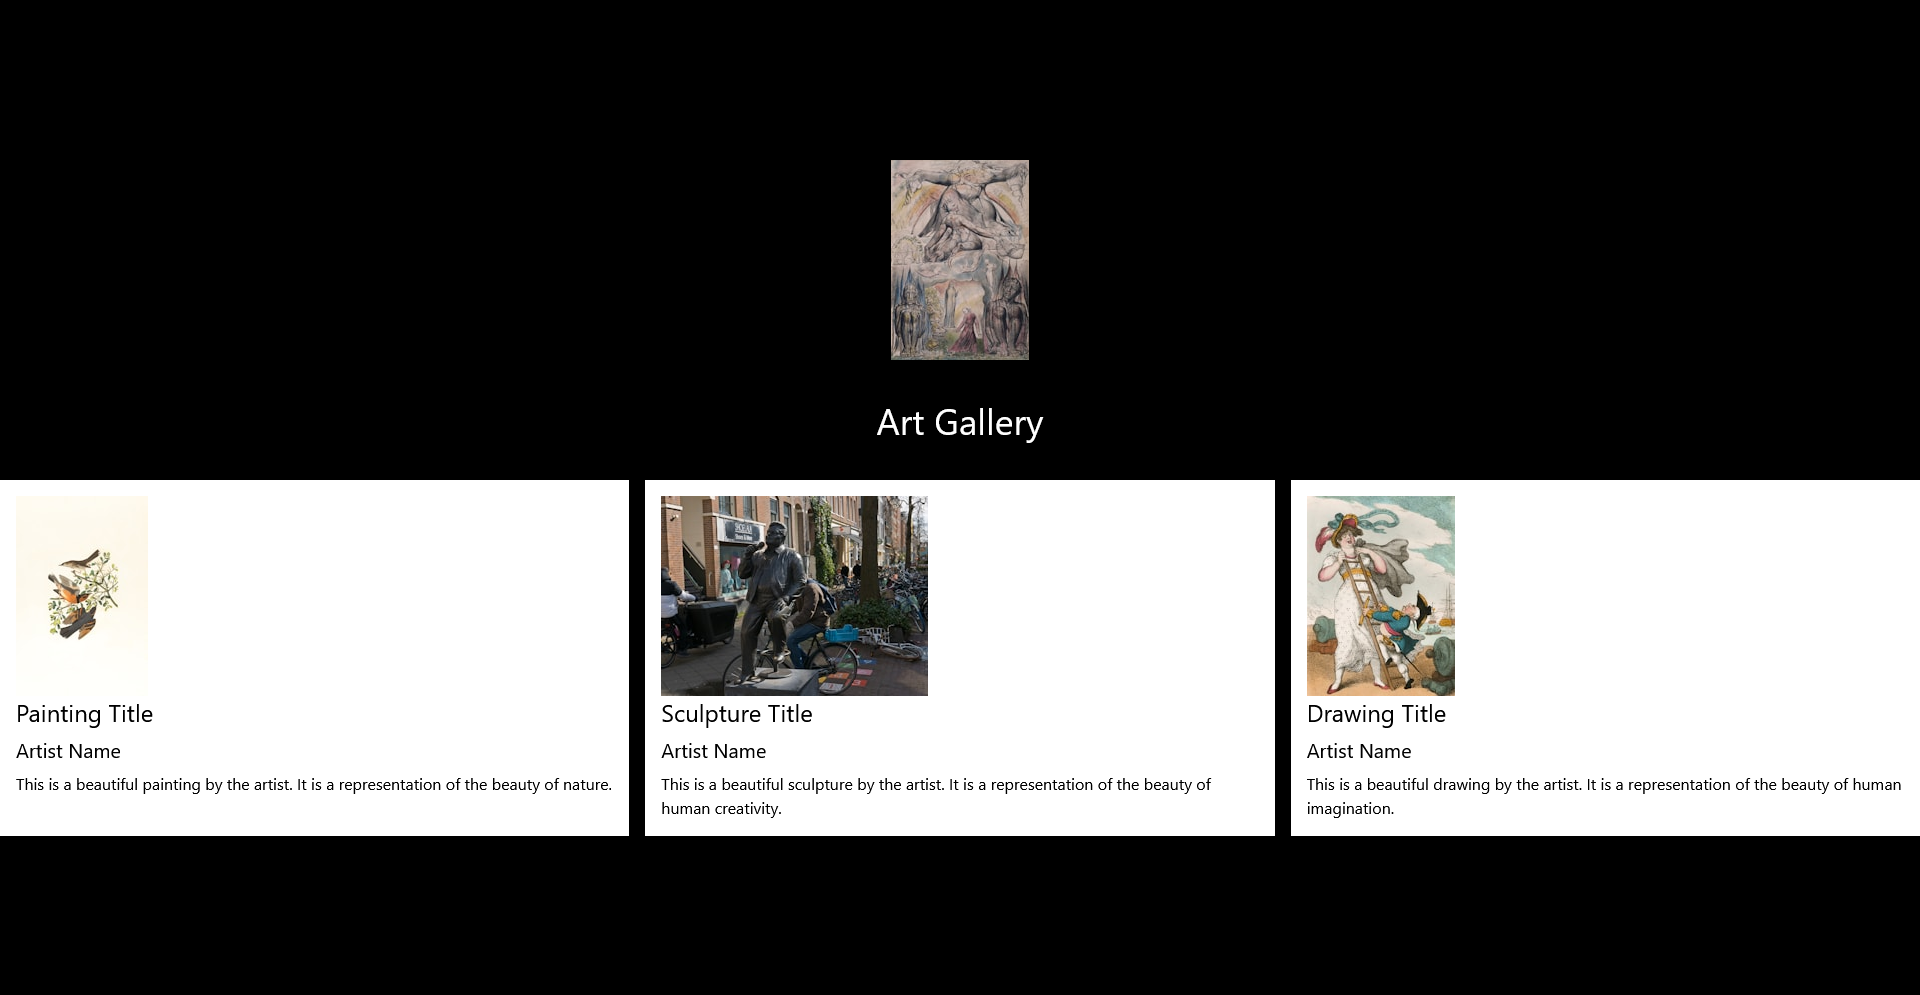 Art Gallery
Painting Title
Artist Name
This is a beautiful painting by the artist. It is a representation of the beauty of nature.
Sculpture Title
Artist Name
This is a beautiful sculpture by the artist. It is a representation of the beauty of
human creativity.
Drawing Title
Artist Name
This is a beautiful drawing by the artist. It is a representation of the beauty of human
imagination.